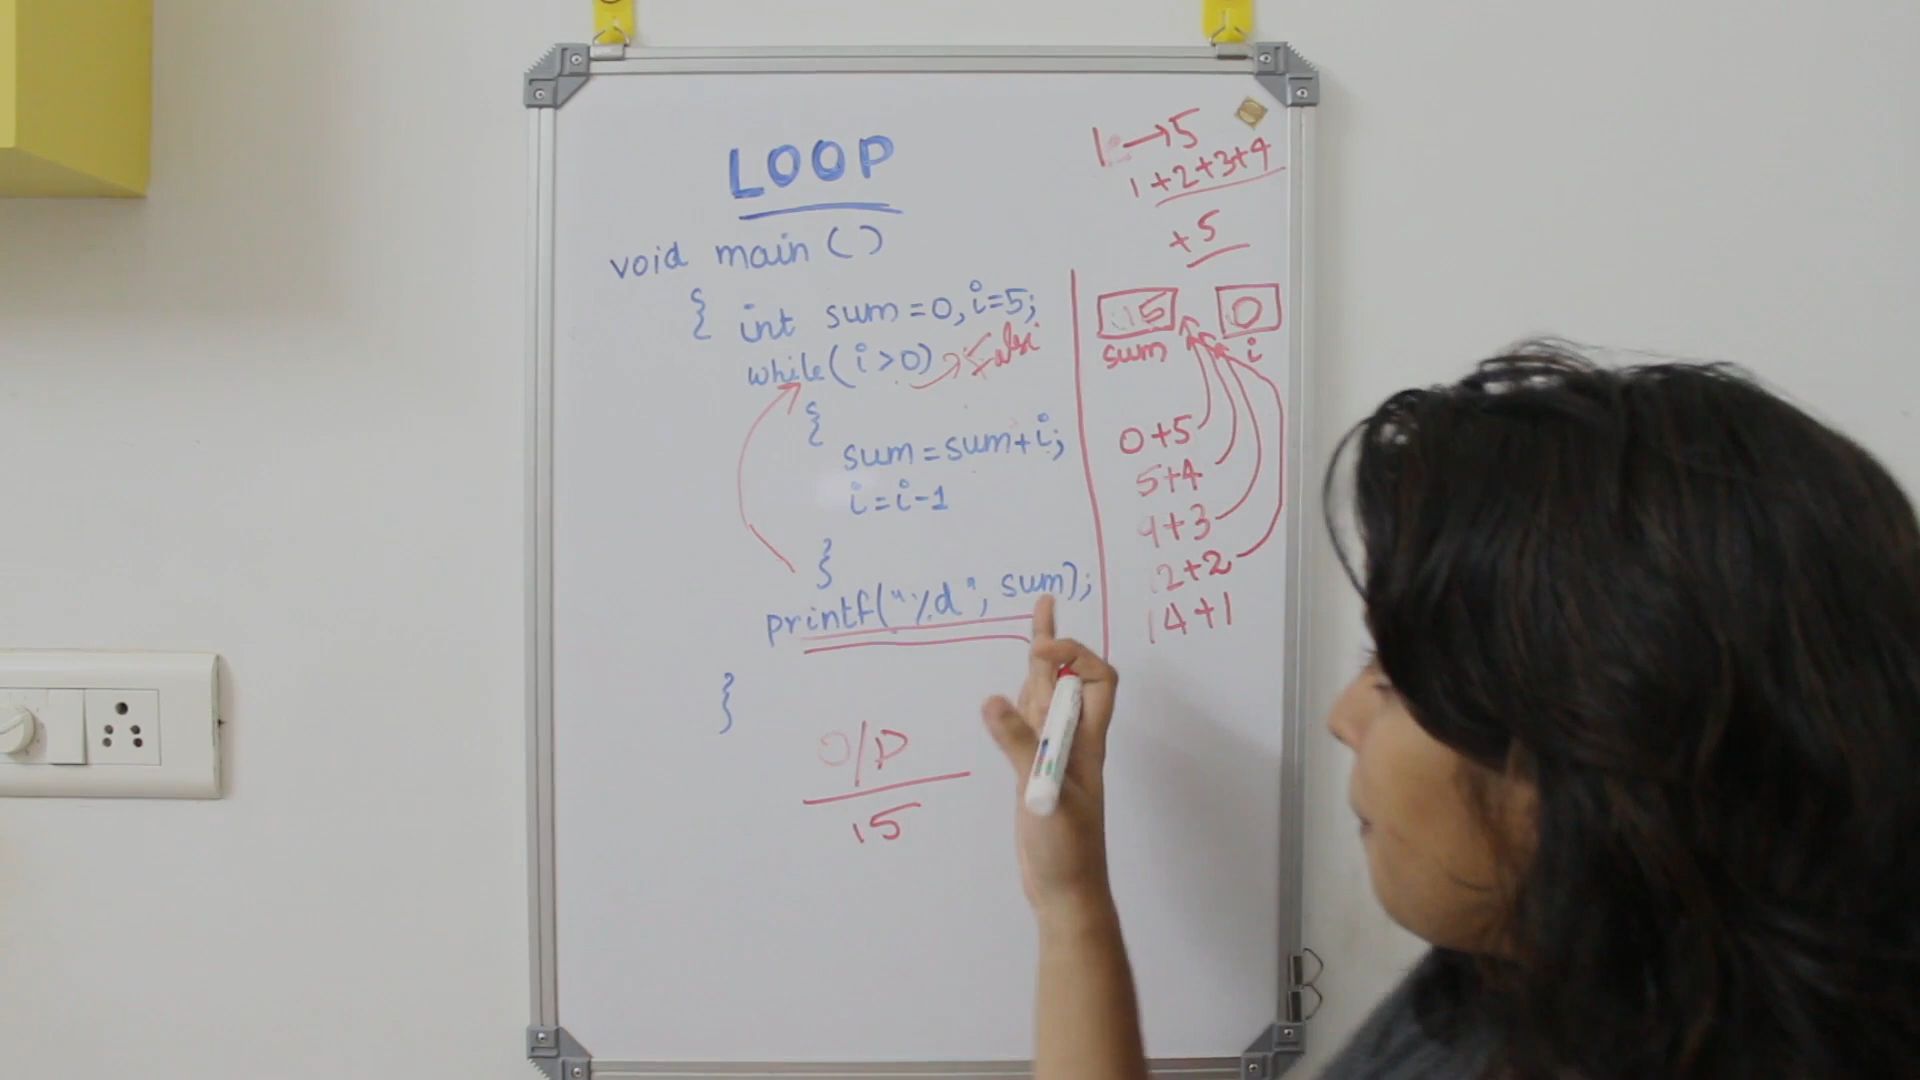 LOOP
void main ()
{ int sum = 0, i=5;
while( i > 0) → False
{
sum = sum + i;
i = i - 1
}
printf("%d", sum);
}
O/P
15
1 → 5
1 + 2 + 3 + 4
+ 5
15 0
sum i
0 + 5
5 + 4
9 + 3
12 + 2
14 + 1